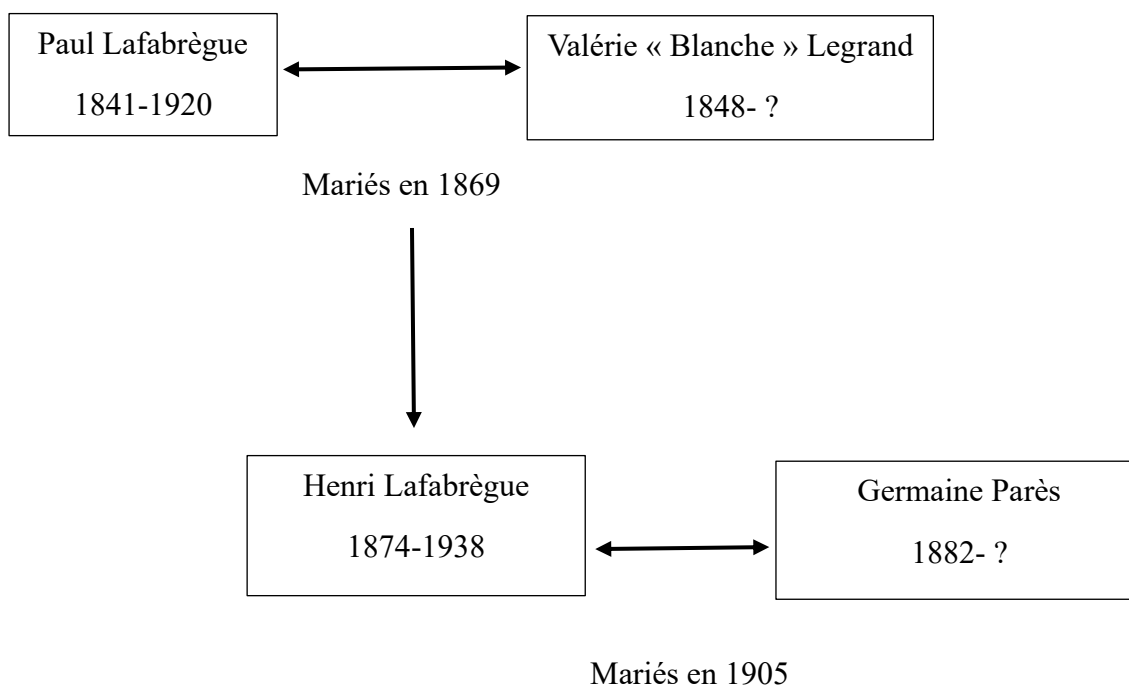 Paul Lafabrègue
1841-1920
Valérie « Blanche » Legrand
1848- ?
Mariés en 1869
Henri Lafabrègue
1874-1938
Germaine Parès
1882- ?
Mariés en 1905